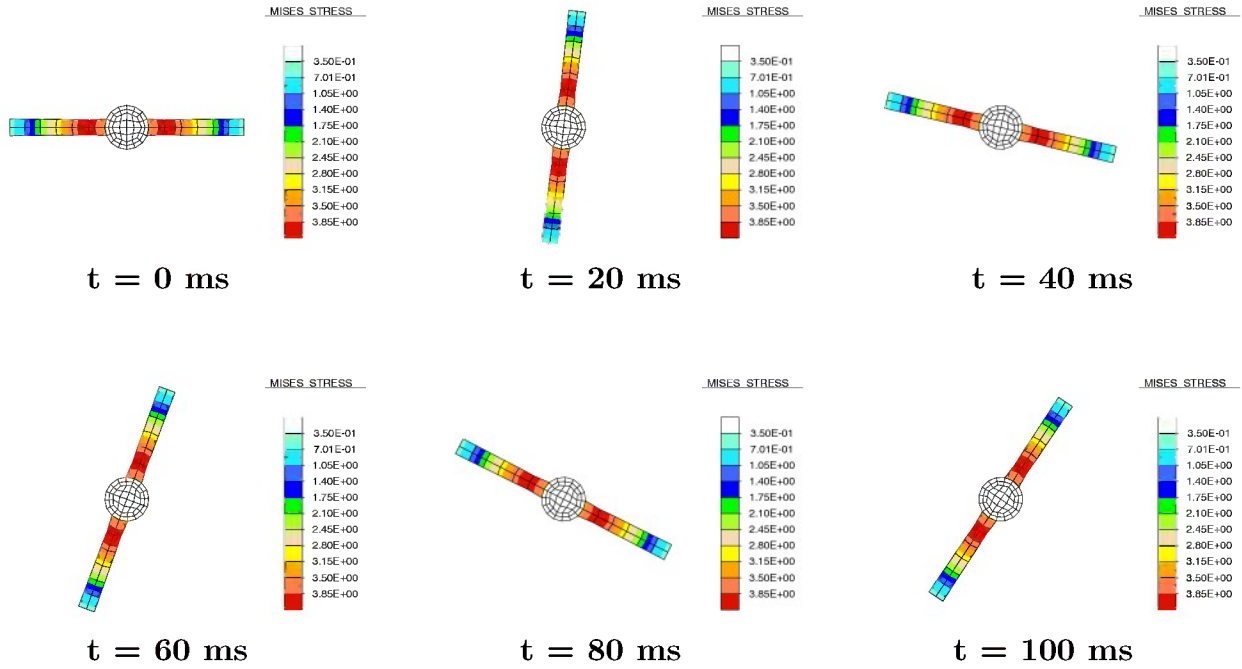 MISES STRESS
3.50E-01
7.01E-01
1.05E+00
1.40E+00
1.75E+00
2.10E+00
2.45E+00
2.80E+00
3.15E+00
3.50E+00
3.85E+00
t = 0 ms
MISES STRESS
3.50E-01
7.01E-01
1.05E+00
1.40E+00
1.75E+00
2.10E+00
2.45E+00
2.80E+00
3.15E+00
3.50E+00
3.85E+00
t = 20 ms
MISES STRESS
3.50E-01
7.01E-01
1.05E+00
1.40E+00
1.75E+00
2.10E+00
2.45E+00
2.80E+00
3.15E+00
3.50E+00
3.85E+00
t = 40 ms
MISES STRESS
3.50E-01
7.01E-01
1.05E+00
1.40E+00
1.75E+00
2.10E+00
2.45E+00
2.80E+00
3.15E+00
3.50E+00
3.85E+00
t = 60 ms
MISES STRESS
3.50E-01
7.01E-01
1.05E+00
1.40E+00
1.75E+00
2.10E+00
2.45E+00
2.80E+00
3.15E+00
3.50E+00
3.85E+00
t = 80 ms
MISES STRESS
3.50E-01
7.01E-01
1.05E+00
1.40E+00
1.75E+00
2.10E+00
2.45E+00
2.80E+00
3.15E+00
3.50E+00
3.85E+00
t = 100 ms